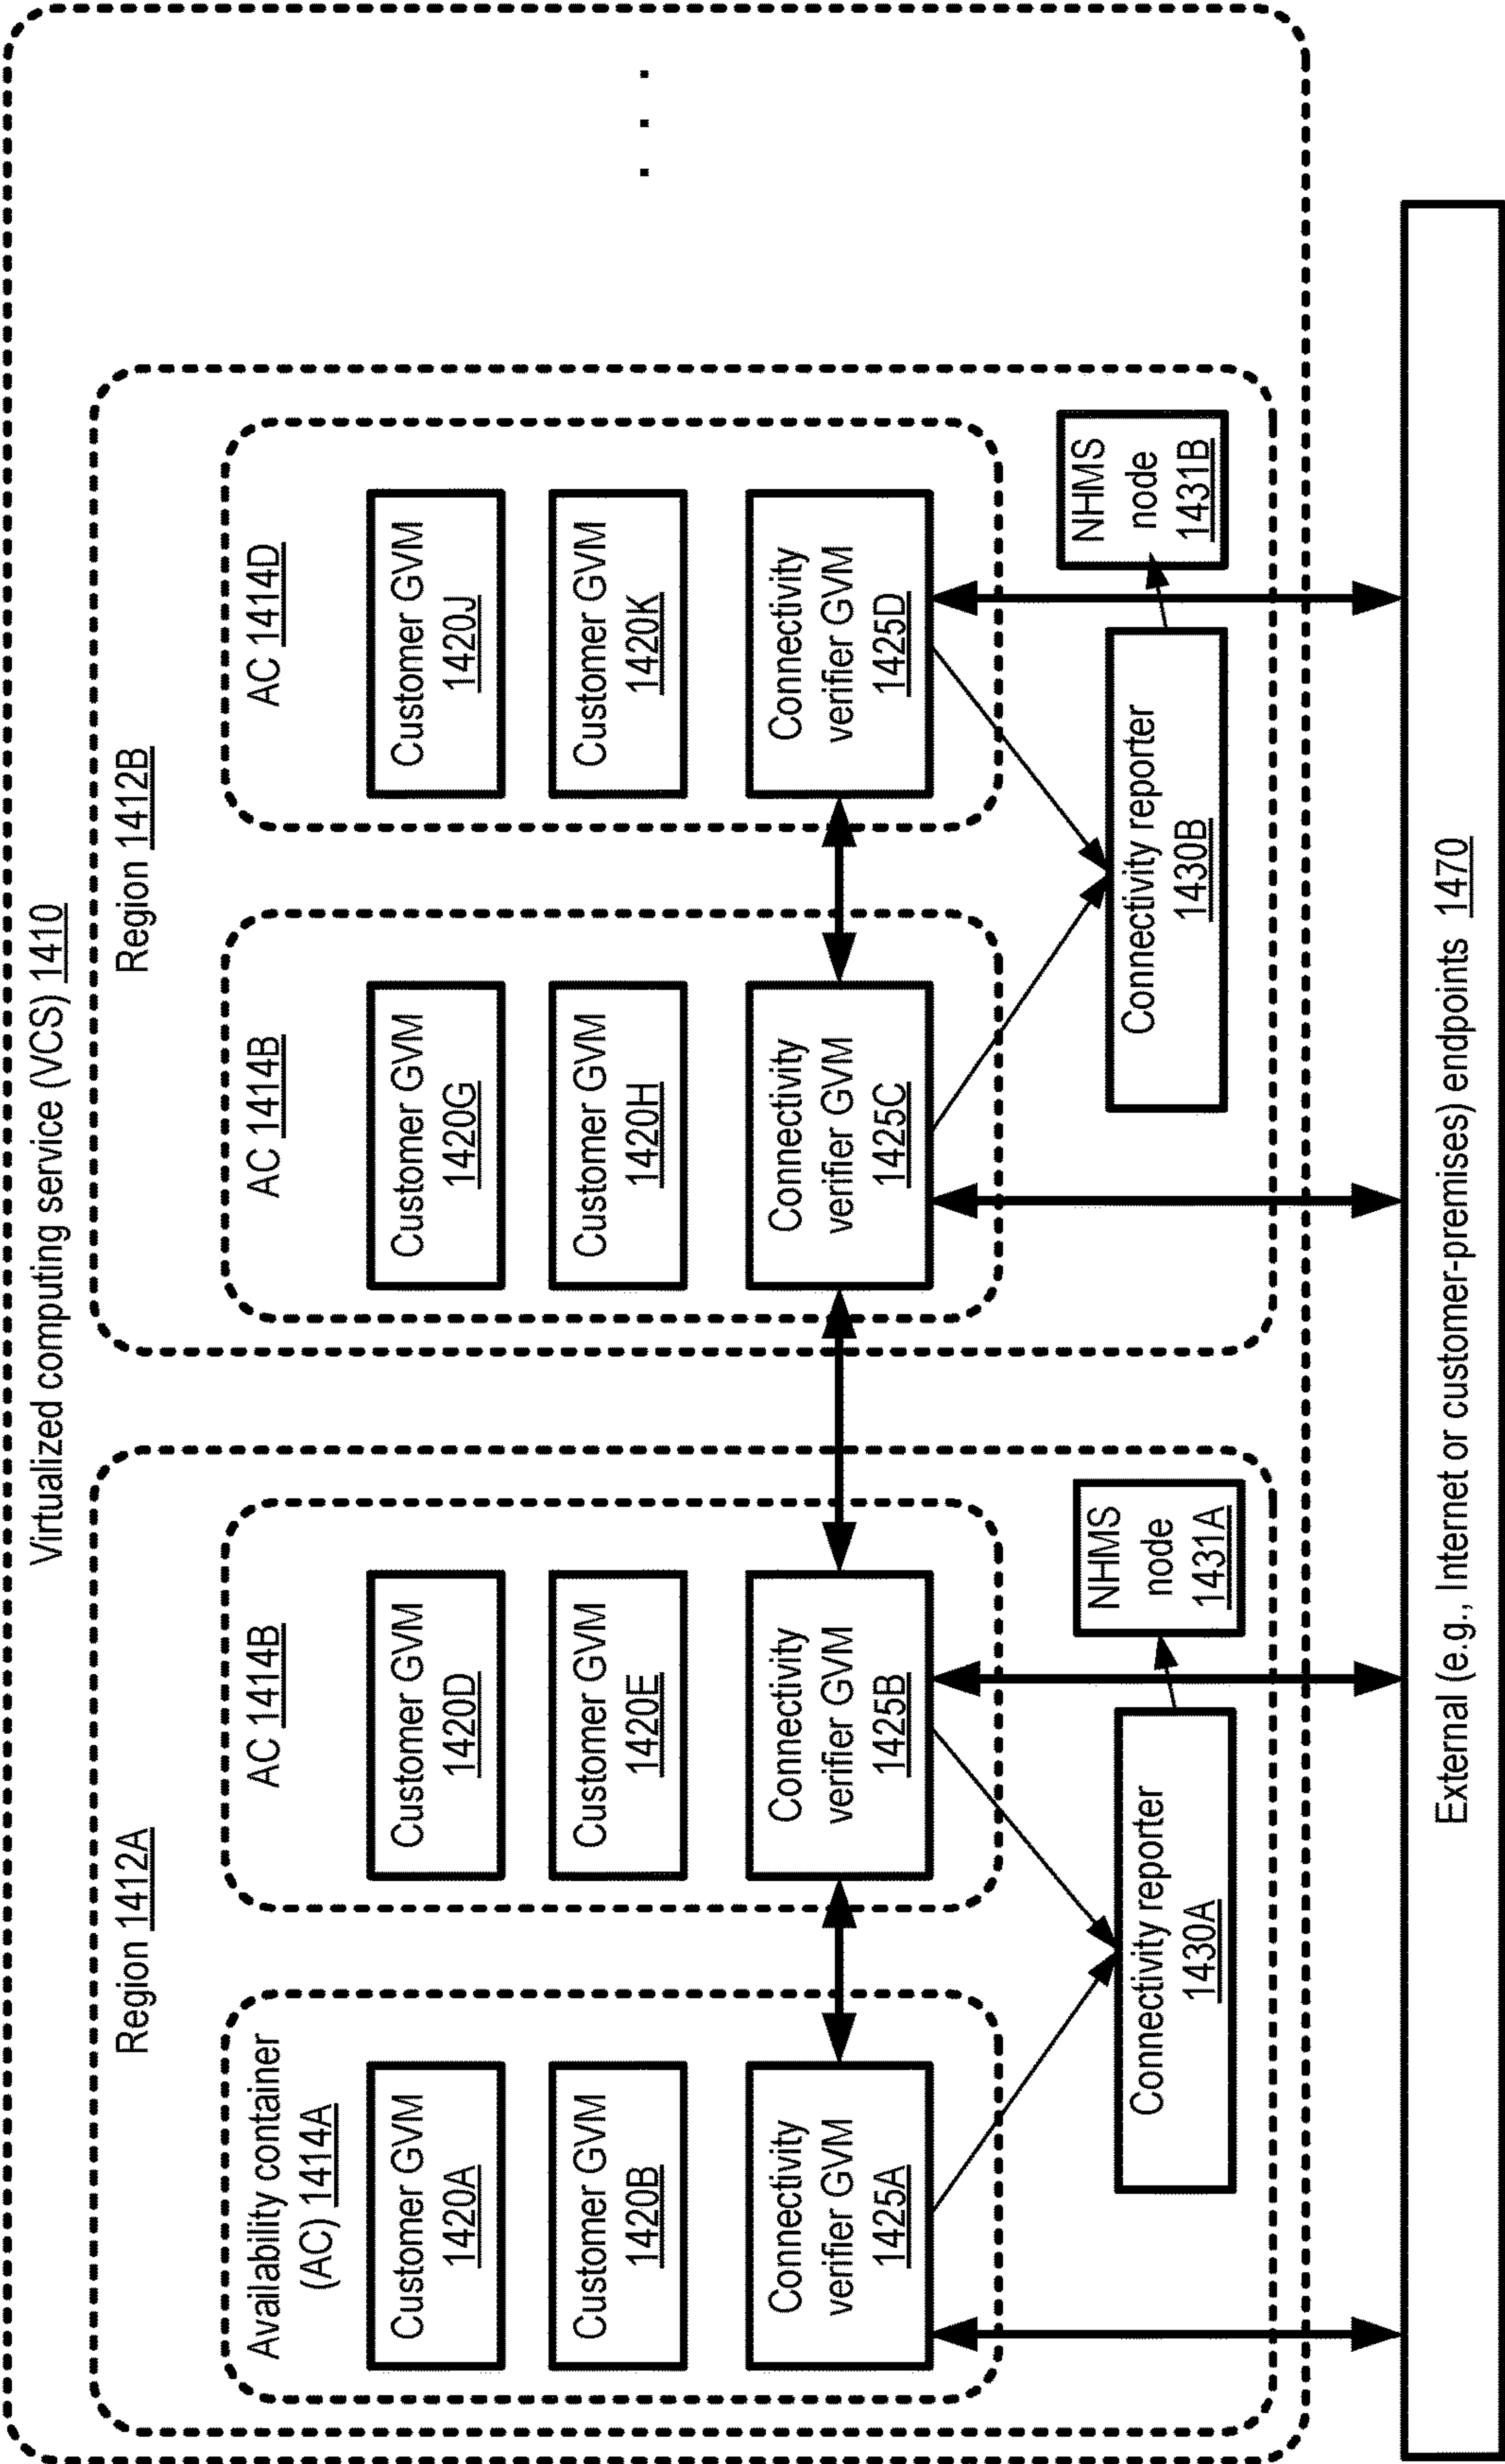 Virtualized computing service (VCS) 1410
Region 1412A
Availability container
(AC) 1414A
Customer GVM
1420A
Customer GVM
1420B
Connectivity
verifier GVM
1425A
AC 1414B
Customer GVM
1420D
Customer GVM
1420E
Connectivity
verifier GVM
1425B
Connectivity reporter
1430A
NHMS
node
1431A
Region 1412B
AC 1414B
Customer GVM
1420G
Customer GVM
1420H
Connectivity
verifier GVM
1425C
AC 1414D
Customer GVM
1420J
Customer GVM
1420K
Connectivity
verifier GVM
1425D
Connectivity reporter
1430B
NHMS
node
1431B
. . .
External (e.g., Internet or customer-premises) endpoints 1470